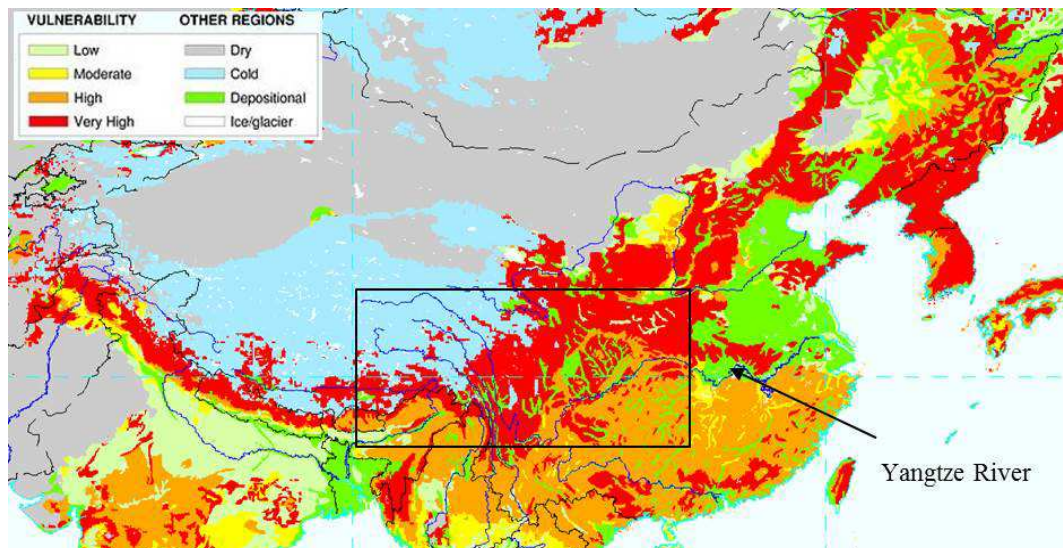 VULNERABILITY OTHER REGIONS
Low Dry
Moderate Cold
High Depositional
Very High Ice/glacier
Yangtze River